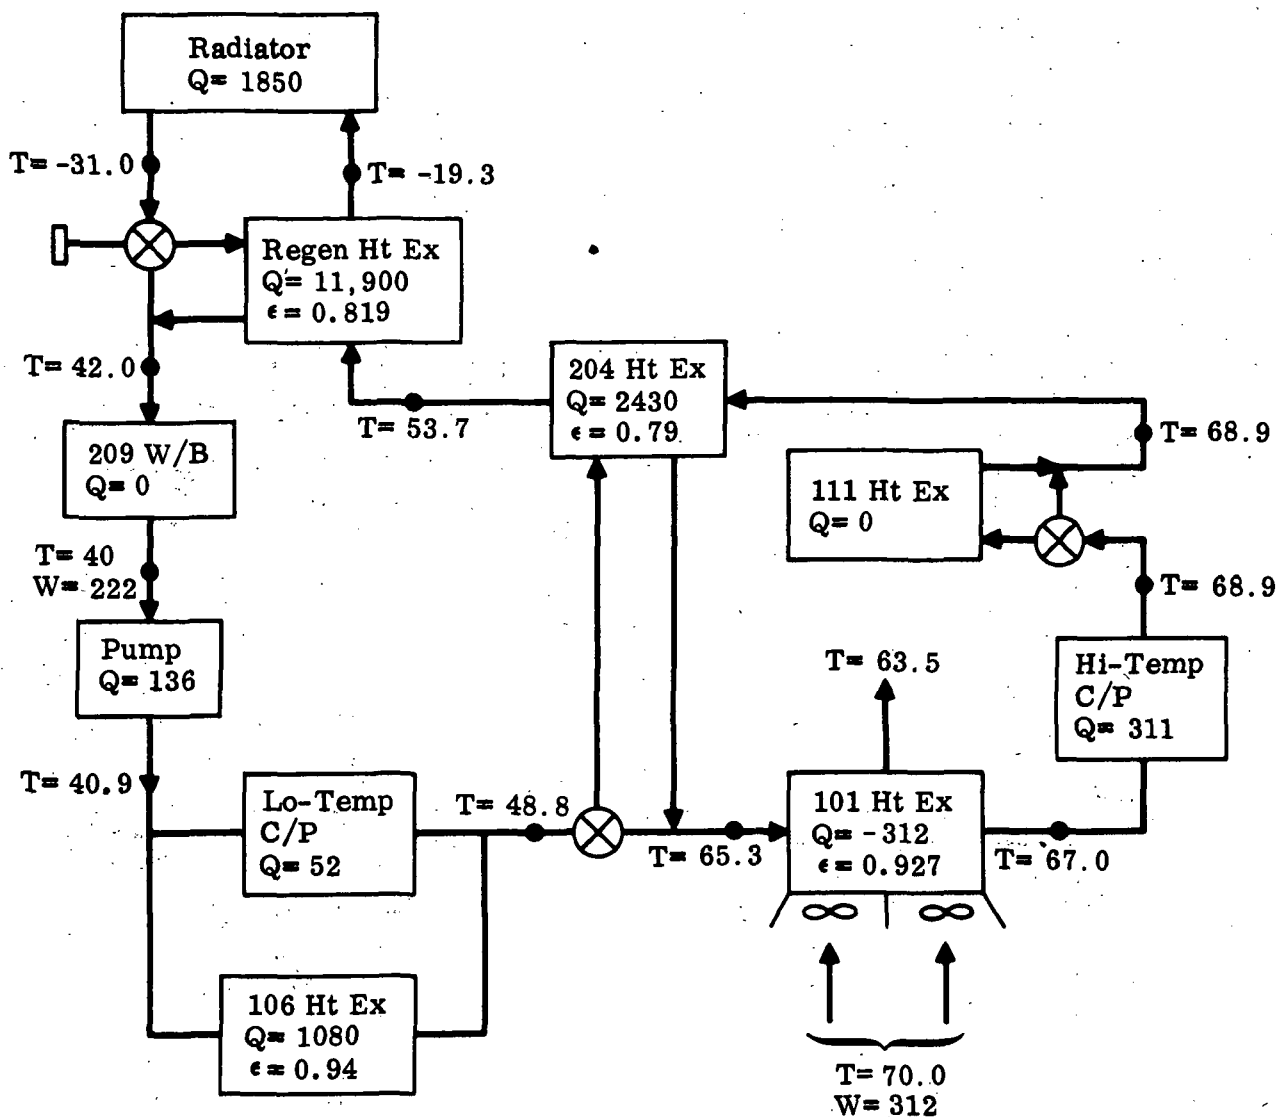 Radiator
Q= 1850
T= -31.0
T= -19.3
Regen Ht Ex
Q= 11,900
ϵ= 0.819
T= 42.0
T= 53.7
204 Ht Ex
Q= 2430
ϵ= 0.79
T= 68.9
209 W/B
Q= 0
111 Ht Ex
Q= 0
T= 40
W= 222
T= 68.9
Pump
Q= 136
T= 63.5
Hi-Temp
C/P
Q= 311
T= 40.9
Lo-Temp
C/P
Q= 52
T= 48.8
T= 65.3
101 Ht Ex
Q= -312
ϵ= 0.927
T= 67.0
∞ ∞
106 Ht Ex
Q= 1080
ϵ= 0.94
T= 70.0
W= 312